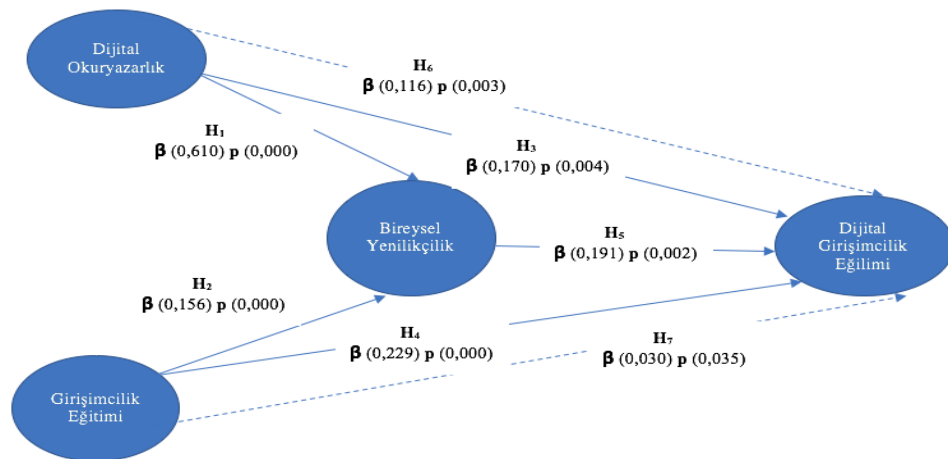 Dijital
Okuryazarlık
H₆
β (0,116) p (0,003)
H₁
β (0,610) p (0,000)
H₃
β (0,170) p (0,004)
Bireysel
Yenilikçilik
H₅
β (0,191) p (0,002)
Dijital
Girişimcilik
Eğilimi
H₂
β (0,156) p (0,000)
H₄
β (0,229) p (0,000)
H₇
β (0,030) p (0,035)
Girişimcilik
Eğitimi